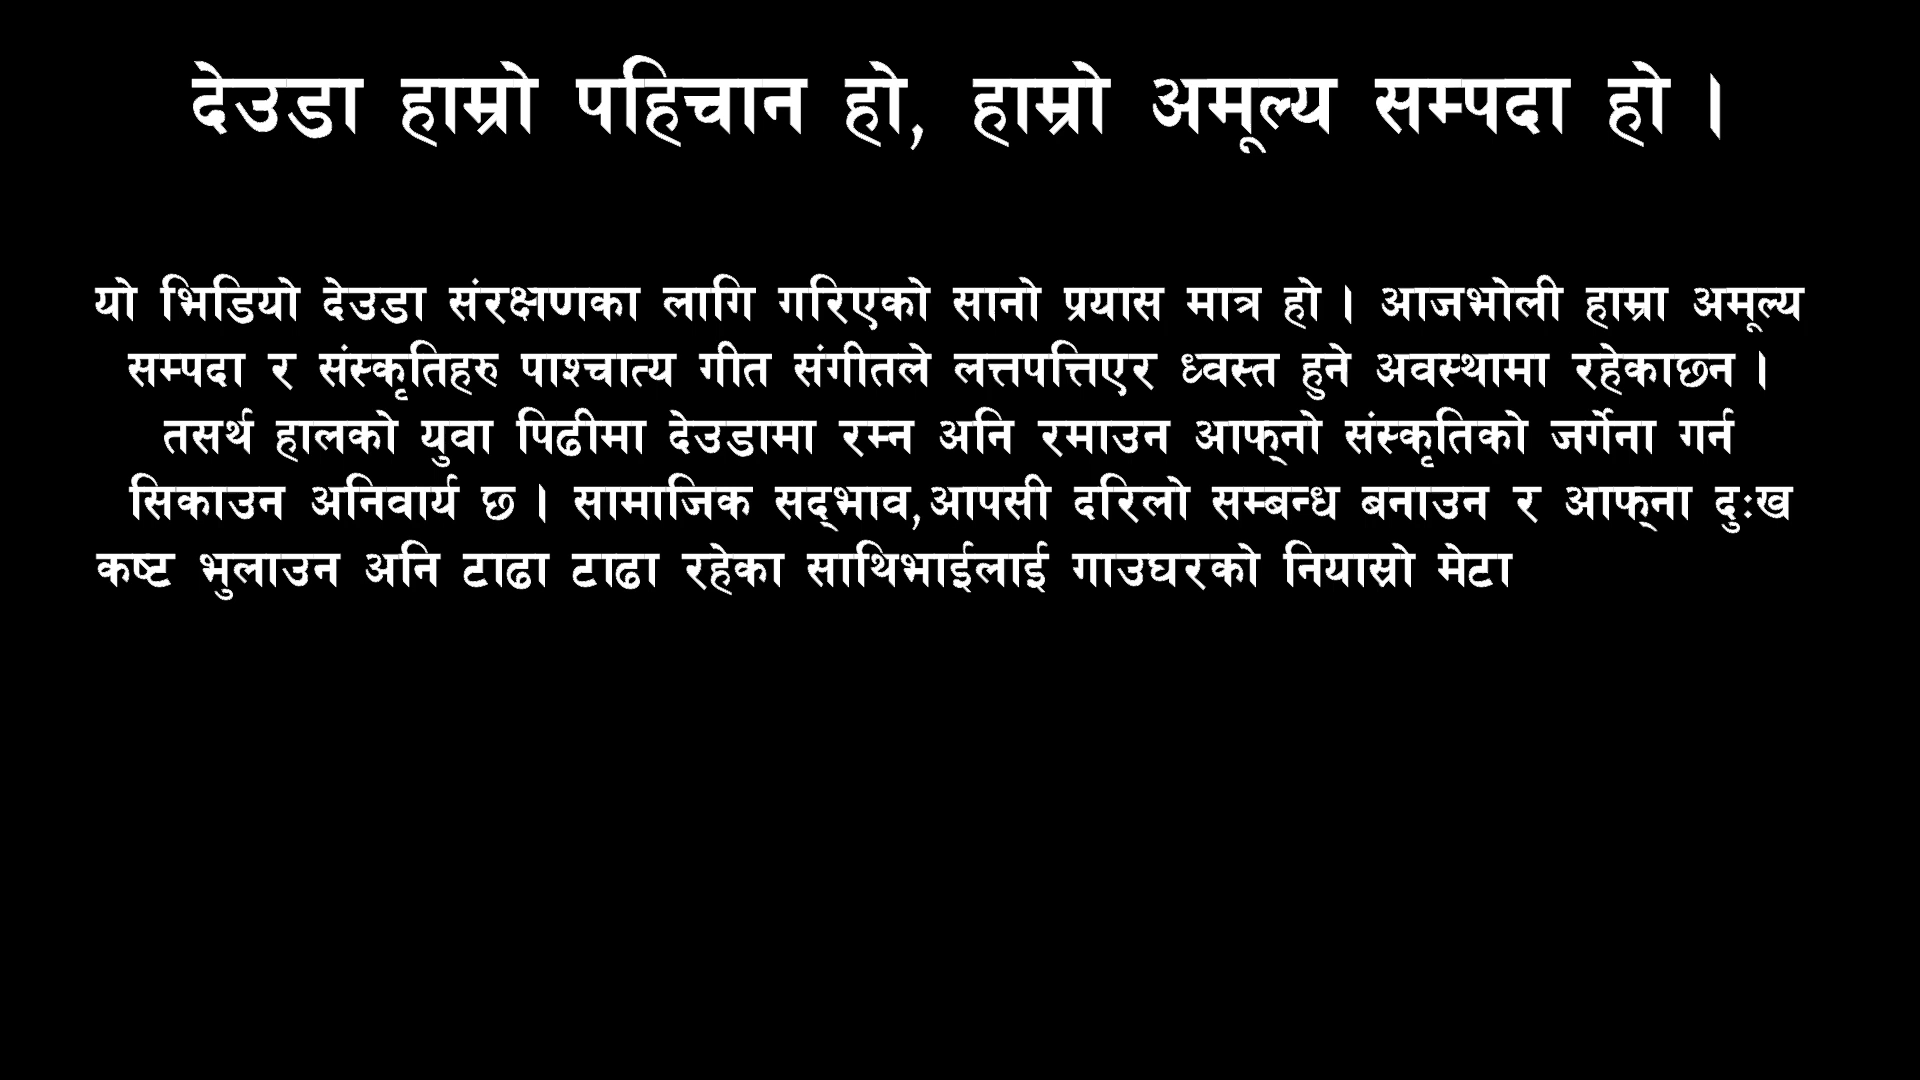 देउडा हाम्रो पहिचान हो, हाम्रो अमूल्य सम्पदा हो ।
यो भिडियो देउडा संरक्षणका लागि गरिएको सानो प्रयास मात्र हो । आजभोली हाम्रा अमूल्य
सम्पदा र संस्कृतिहरु पाश्चात्य गीत संगीतले लत्तपत्तिएर ध्वस्त हुने अवस्थामा रहेकाछन ।
तसर्थ हालको युवा पिढीमा देउडामा रम्न अनि रमाउन आफ्‌नो संस्कृतिको जर्गेना गर्न
सिकाउन अनिवार्य छ । सामाजिक सद्‌भाव,आपसी दरिलो सम्बन्ध बनाउन र आफ्‌ना दुःख
कष्ट भुलाउन अनि टाढा टाढा रहेका साथिभाईलाई गाउघरको नियास्रो मेटा